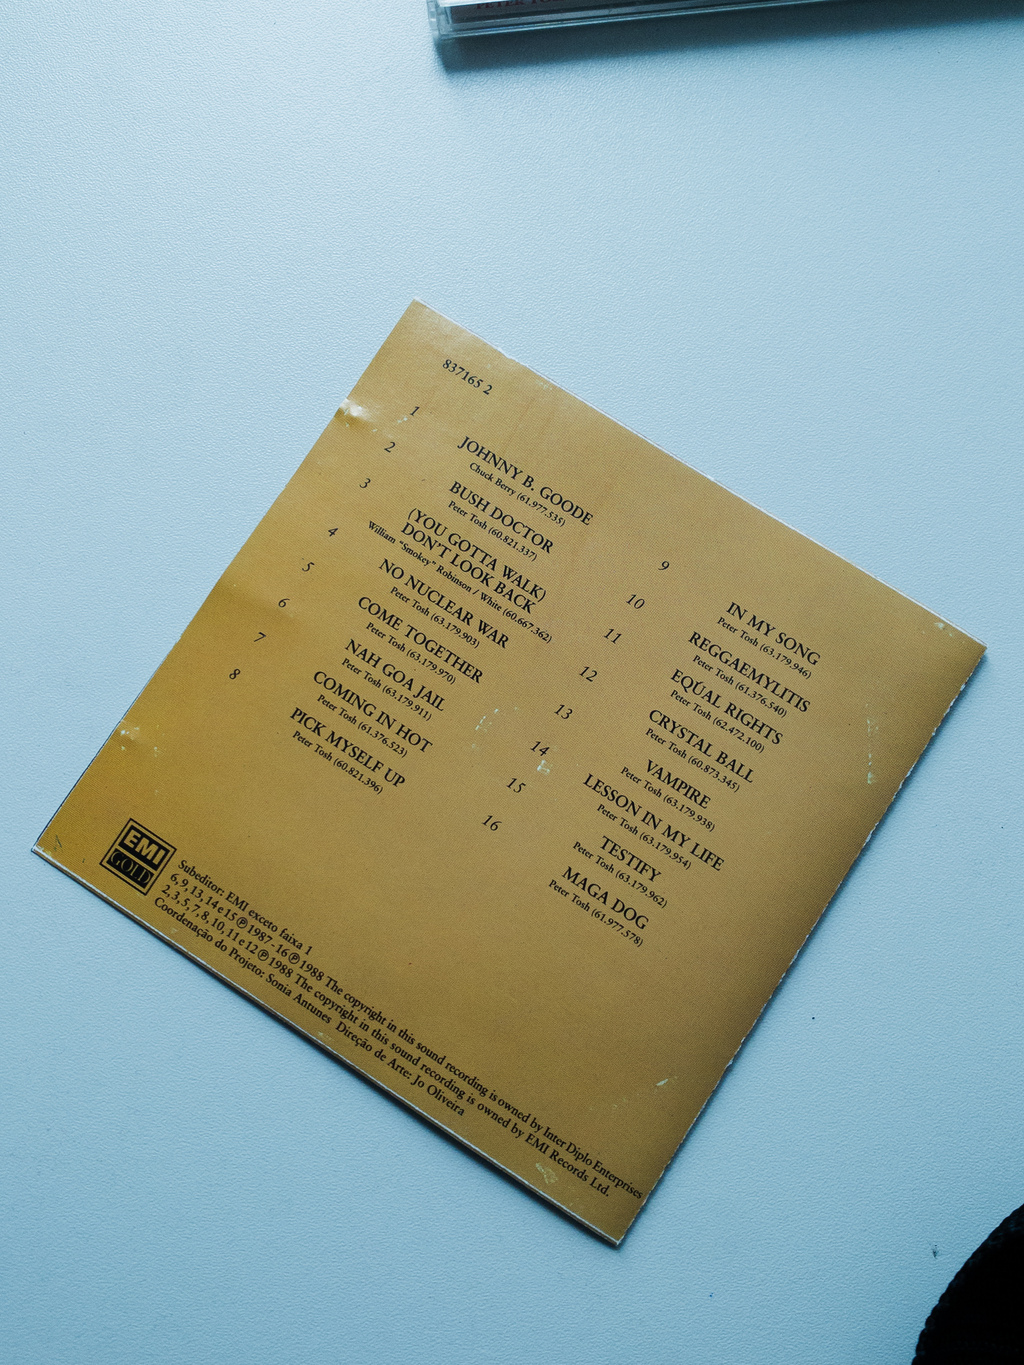 PETER
837165 2
1
JOHNNY B. GOODE
Chuck Berry (61.977.535)
2
BUSH DOCTOR
Peter Tosh (60.821.337)
3
(YOU GOTTA WALK)
DON'T LOOK BACK
William "Smokey" Robinson / White (60.667.362)
4
NO NUCLEAR WAR
Peter Tosh (63.179.903)
5
COME TOGETHER
Peter Tosh (63.179.970)
6
NAH GOA JAIL
Peter Tosh (63.179.911)
7
COMING IN HOT
Peter Tosh (61.376.523)
8
PICK MYSELF UP
Peter Tosh (60.821.396)
9
IN MY SONG
Peter Tosh (63.179.946)
10
REGGAEMYLITIS
Peter Tosh (61.376.540)
11
EQUAL RIGHTS
Peter Tosh (62.472.100)
12
CRYSTAL BALL
Peter Tosh (60.873.345)
13
VAMPIRE
Peter Tosh (63.179.938)
14
LESSON IN MY LIFE
Peter Tosh (63.179.954)
15
TESTIFY
Peter Tosh (63.179.962)
16
MAGA DOG
Peter Tosh (61.977.578)
EMI
GOLD
Subeditor: EMI exceto faixa 1
6, 9, 13, 14 e 15 ℗ 1987 - 16 ℗ 1988 The copyright in this sound recording is owned by Inter Diplo Enterprises
2, 3, 5, 7, 8, 10, 11 e 12 ℗ 1988 The copyright in this sound recording is owned by EMI Records Ltd.
Coordenação do Projeto: Sonia Antunes Direção de Arte: Jo Oliveira